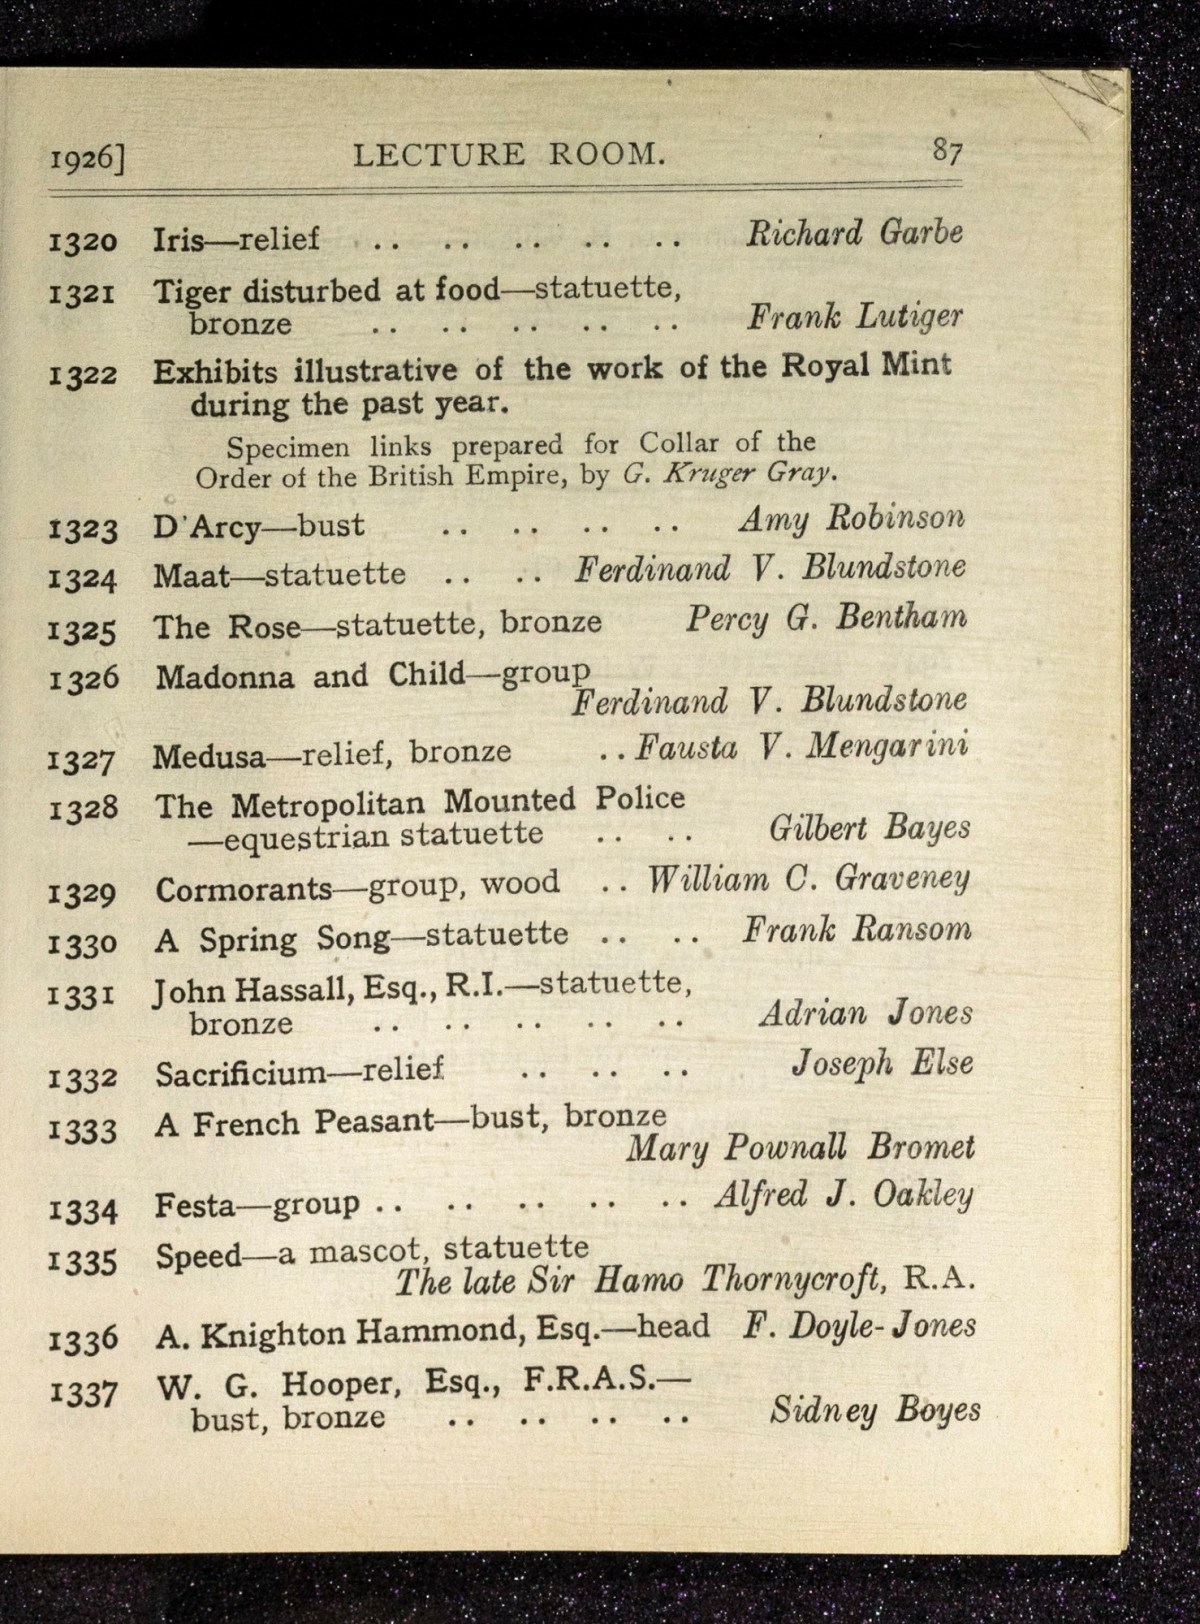 1926] LECTURE ROOM. 87
1320 Iris—relief .. .. .. .. .. Richard Garbe
1321 Tiger disturbed at food—statuette,
bronze .. .. .. .. .. Frank Lutiger
1322 Exhibits illustrative of the work of the Royal Mint
during the past year.
Specimen links prepared for Collar of the
Order of the British Empire, by G. Kruger Gray.
1323 D'Arcy—bust .. .. .. .. Amy Robinson
1324 Maat—statuette .. .. Ferdinand V. Blundstone
1325 The Rose—statuette, bronze Percy G. Bentham
1326 Madonna and Child—group
Ferdinand V. Blundstone
1327 Medusa—relief, bronze .. Fausta V. Mengarini
1328 The Metropolitan Mounted Police
—equestrian statuette .. .. Gilbert Bayes
1329 Cormorants—group, wood .. William C. Graveney
1330 A Spring Song—statuette .. .. Frank Ransom
1331 John Hassall, Esq., R.I.—statuette,
bronze .. .. .. .. .. Adrian Jones
1332 Sacrificium—relief .. .. .. Joseph Else
1333 A French Peasant—bust, bronze
Mary Pownall Bromet
1334 Festa—group .. .. .. .. .. Alfred J. Oakley
1335 Speed—a mascot, statuette
The late Sir Hamo Thornycroft, R.A.
1336 A. Knighton Hammond, Esq.—head F. Doyle-Jones
1337 W. G. Hooper, Esq., F.R.A.S.—
bust, bronze .. .. .. .. Sidney Boyes